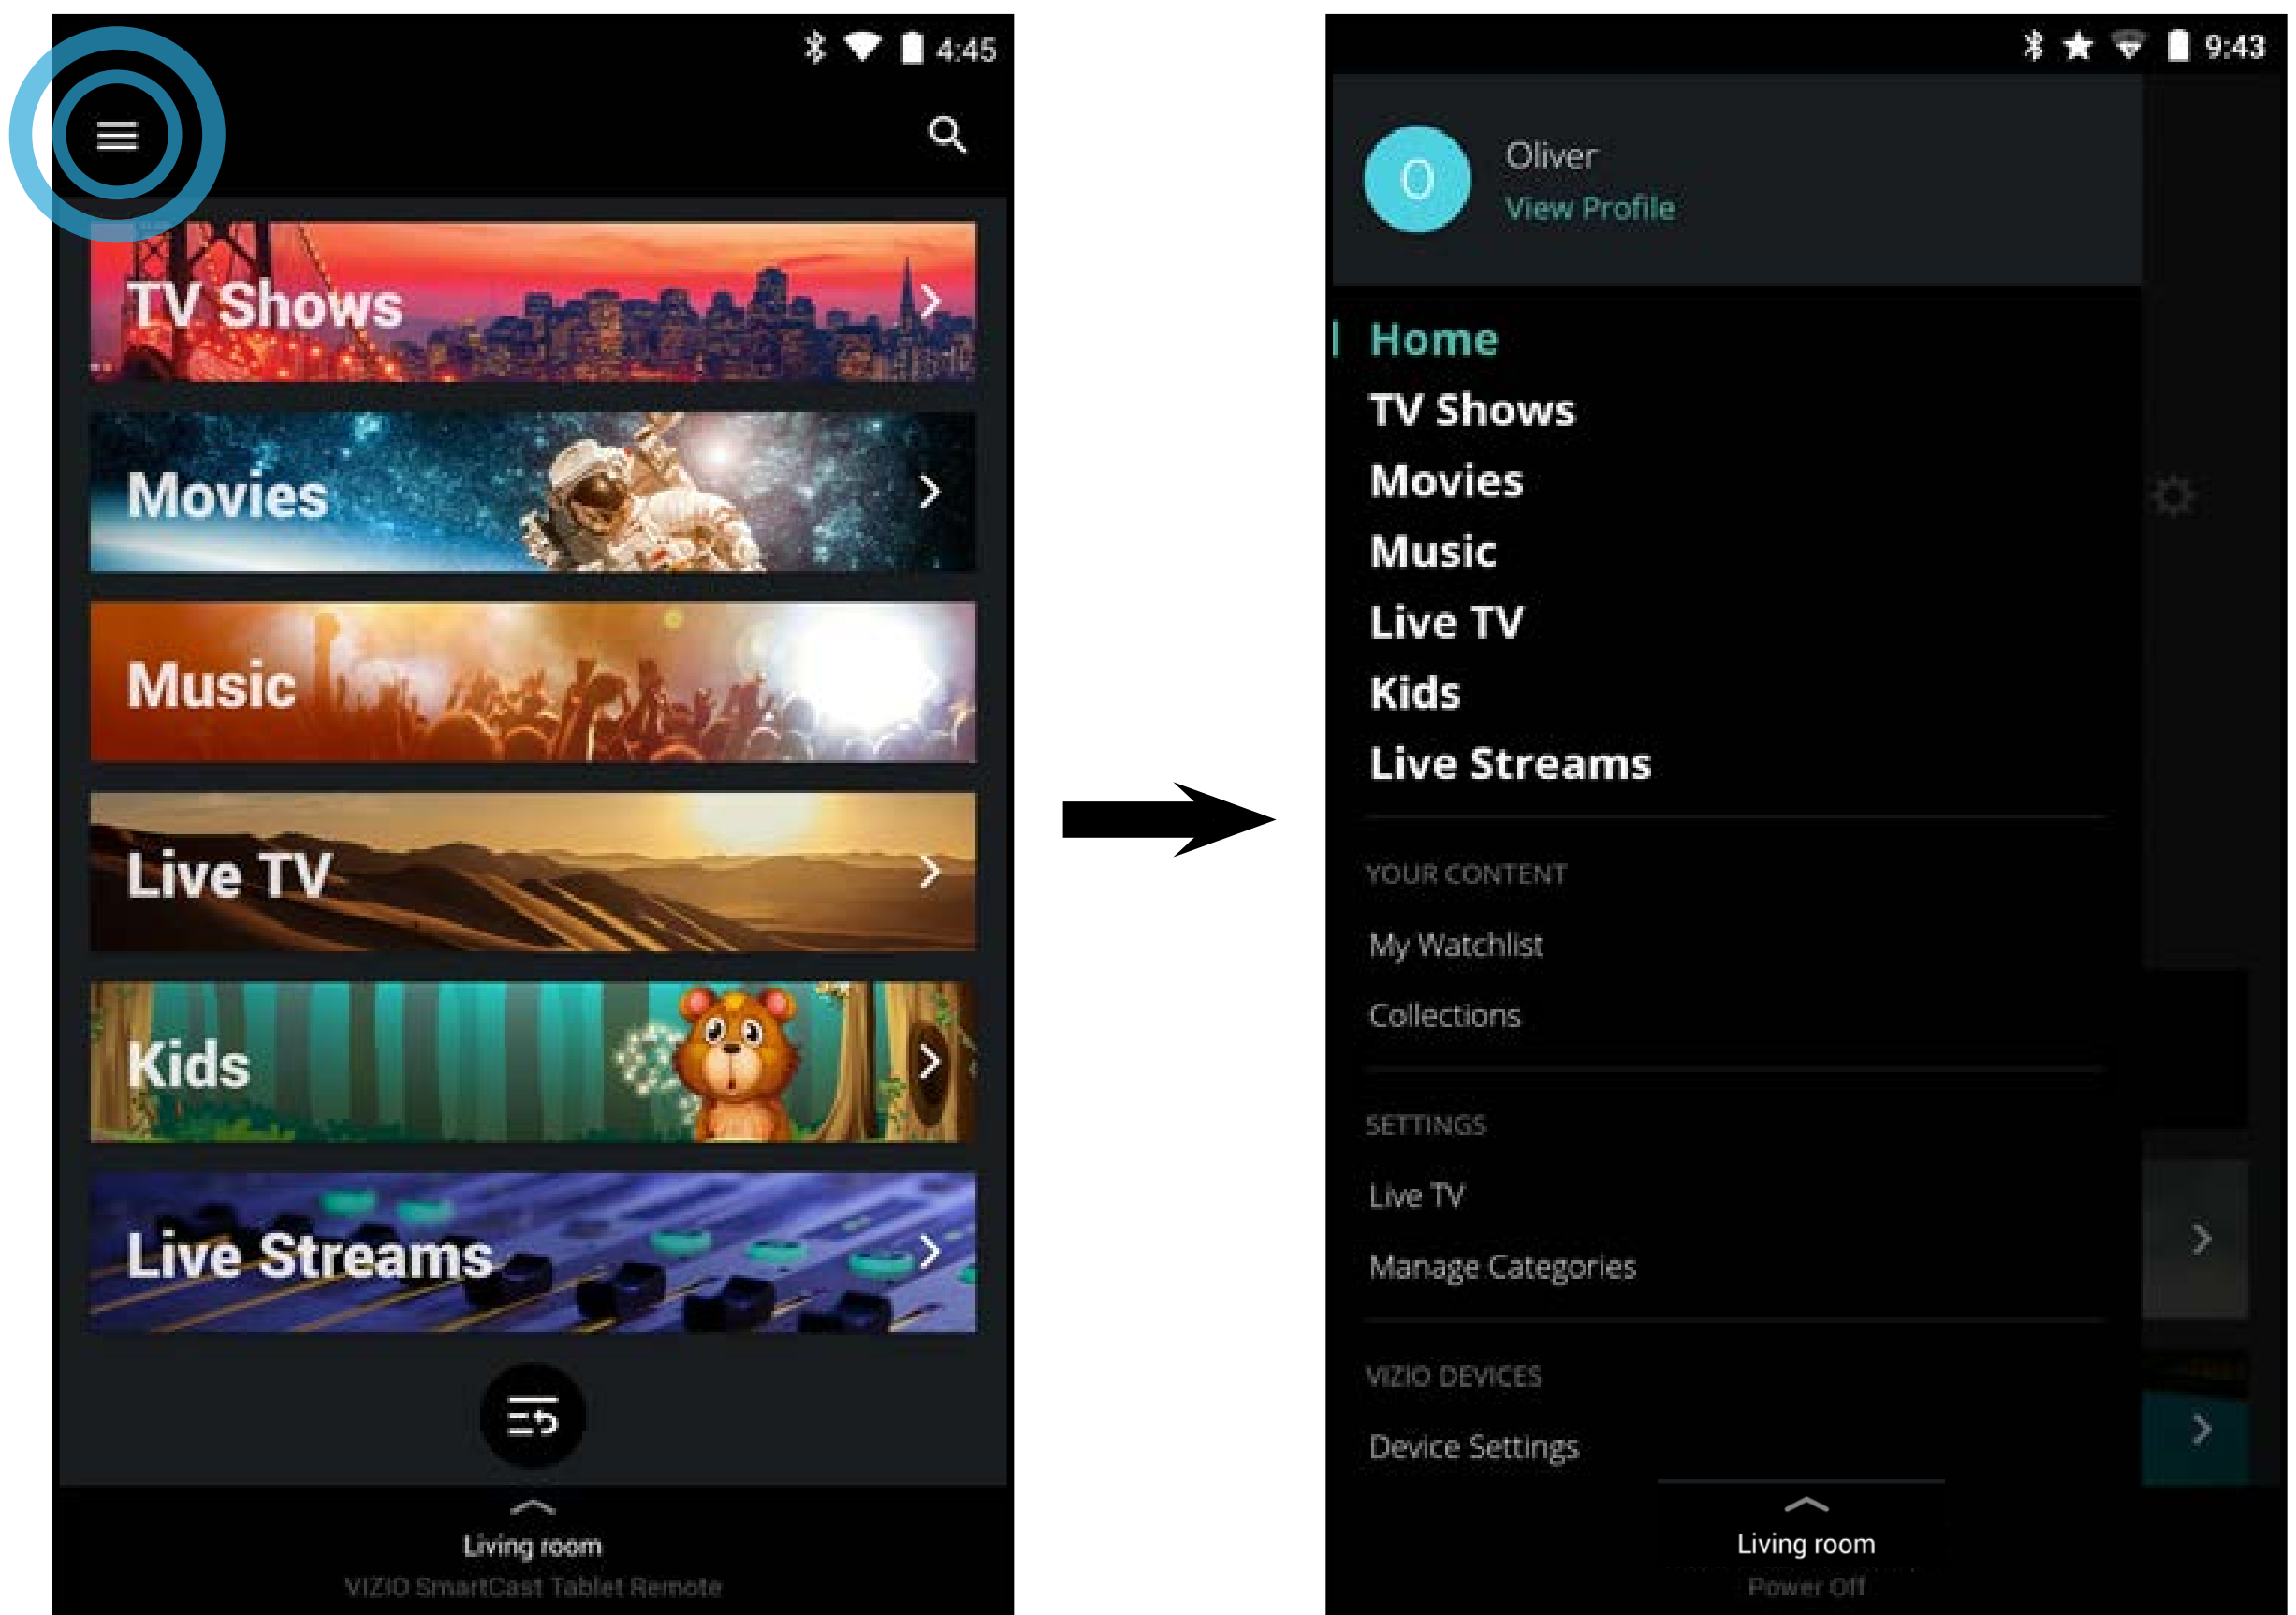 4:45
TV Shows
Movies
Music
Live TV
Kids
Live Streams
Living room
VIZIO SmartCast Tablet Remote
9:43
O
Oliver
View Profile
Home
TV Shows
Movies
Music
Live TV
Kids
Live Streams
YOUR CONTENT
My Watchlist
Collections
SETTINGS
Live TV
Manage Categories
VIZIO DEVICES
Device Settings
Living room
Power Off